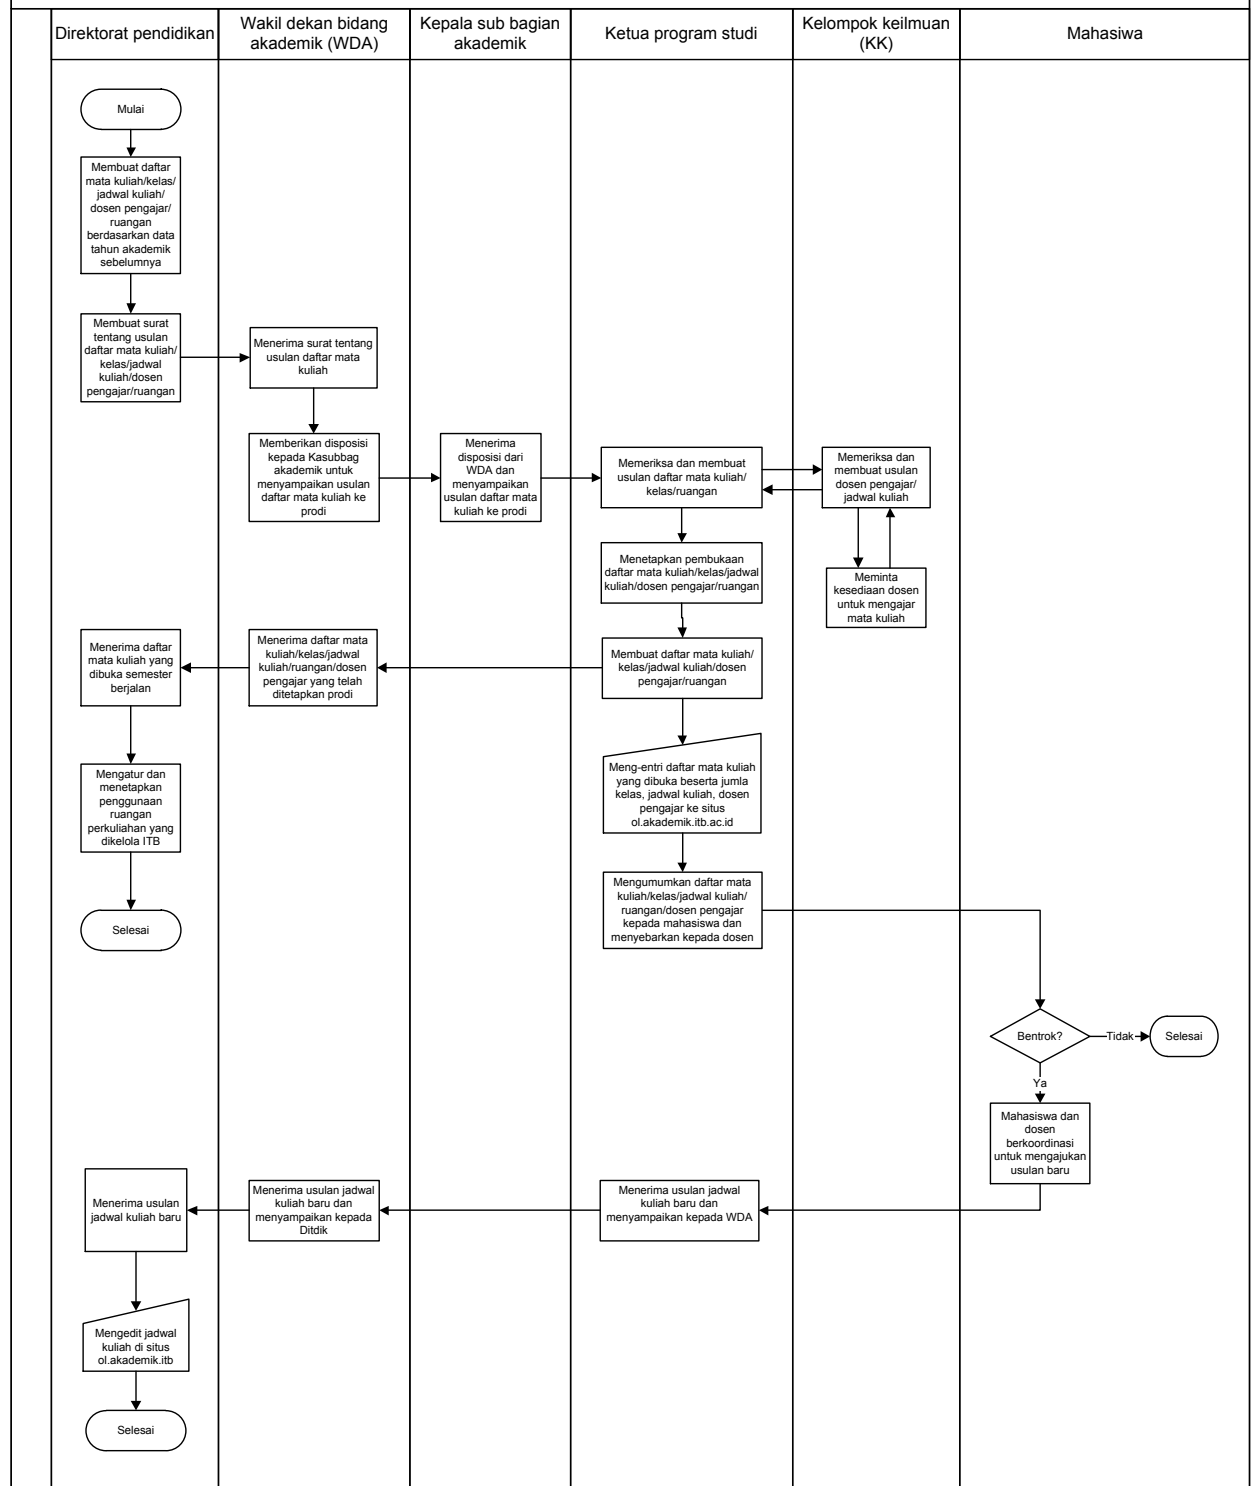 Direktorat pendidikan
Wakil dekan bidang
akademik (WDA)
Kepala sub bagian
akademik
Ketua program studi
Kelompok keilmuan
(KK)
Mahasiwa
Mulai
Membuat daftar
mata kuliah/kelas/
jadwal kuliah/
dosen pengajar/
ruangan
berdasarkan data
tahun akademik
sebelumnya
Membuat surat
tentang usulan
daftar mata kuliah/
kelas/jadwal
kuliah/dosen
pengajar/ruangan
Menerima surat tentang
usulan daftar mata
kuliah
Memberikan disposisi
kepada Kasubbag
akademik untuk
menyampaikan usulan
daftar mata kuliah ke
prodi
Menerima
disposisi dari
WDA dan
menyampaikan
usulan daftar mata
kuliah ke prodi
Memeriksa dan membuat
usulan daftar mata kuliah/
kelas/ruangan
Memeriksa dan
membuat usulan
dosen pengajar/
jadwal kuliah
Meminta
kesediaan dosen
untuk mengajar
mata kuliah
Menetapkan pembukaan
daftar mata kuliah/kelas/jadwal
kuliah/dosen pengajar/ruangan
Membuat daftar mata kuliah/
kelas/jadwal kuliah/dosen
pengajar/ruangan
Menerima daftar mata
kuliah/kelas/jadwal
kuliah/ruangan/dosen
pengajar yang telah
ditetapkan prodi
Menerima daftar
mata kuliah yang
dibuka semester
berjalan
Mengatur dan
menetapkan
penggunaan
ruangan
perkuliahan yang
dikelola ITB
Selesai
Meng-entri daftar mata kuliah
yang dibuka beserta jumla
kelas, jadwal kuliah, dosen
pengajar ke situs
ol.akademik.itb.ac.id
Mengumumkan daftar mata
kuliah/kelas/jadwal kuliah/
ruangan/dosen pengajar
kepada mahasiswa dan
menyebarkan kepada dosen
Bentrok?
Tidak
Selesai
Ya
Mahasiswa dan
dosen
berkoordinasi
untuk mengajukan
usulan baru
Menerima usulan jadwal
kuliah baru dan
menyampaikan kepada WDA
Menerima usulan jadwal
kuliah baru dan
menyampaikan kepada
Ditdik
Menerima usulan
jadwal kuliah baru
Mengedit jadwal
kuliah di situs
ol.akademik.itb
Selesai